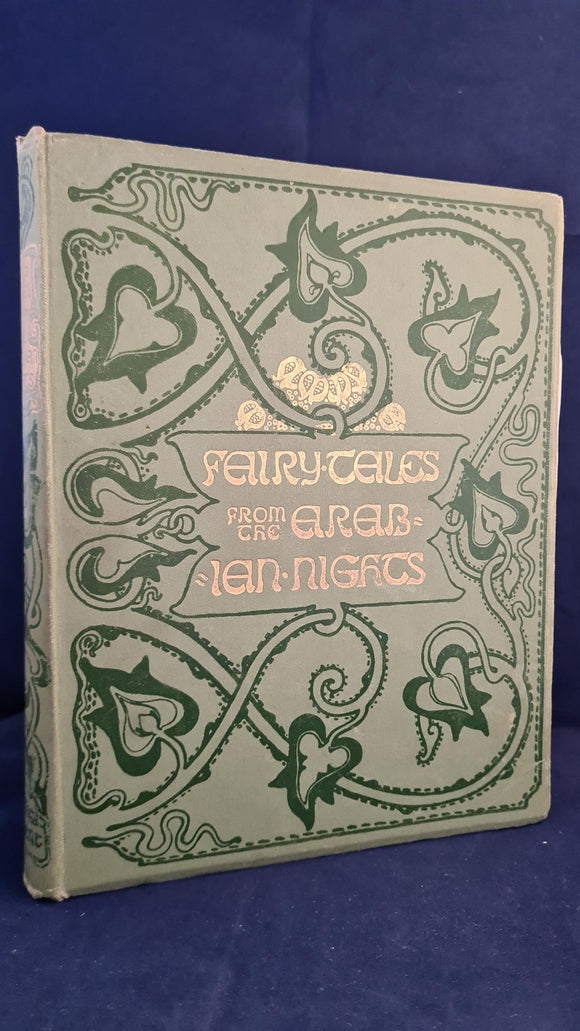 FAIRY·TALES
FROM THE ARAB=
=IAN·NIGHTS